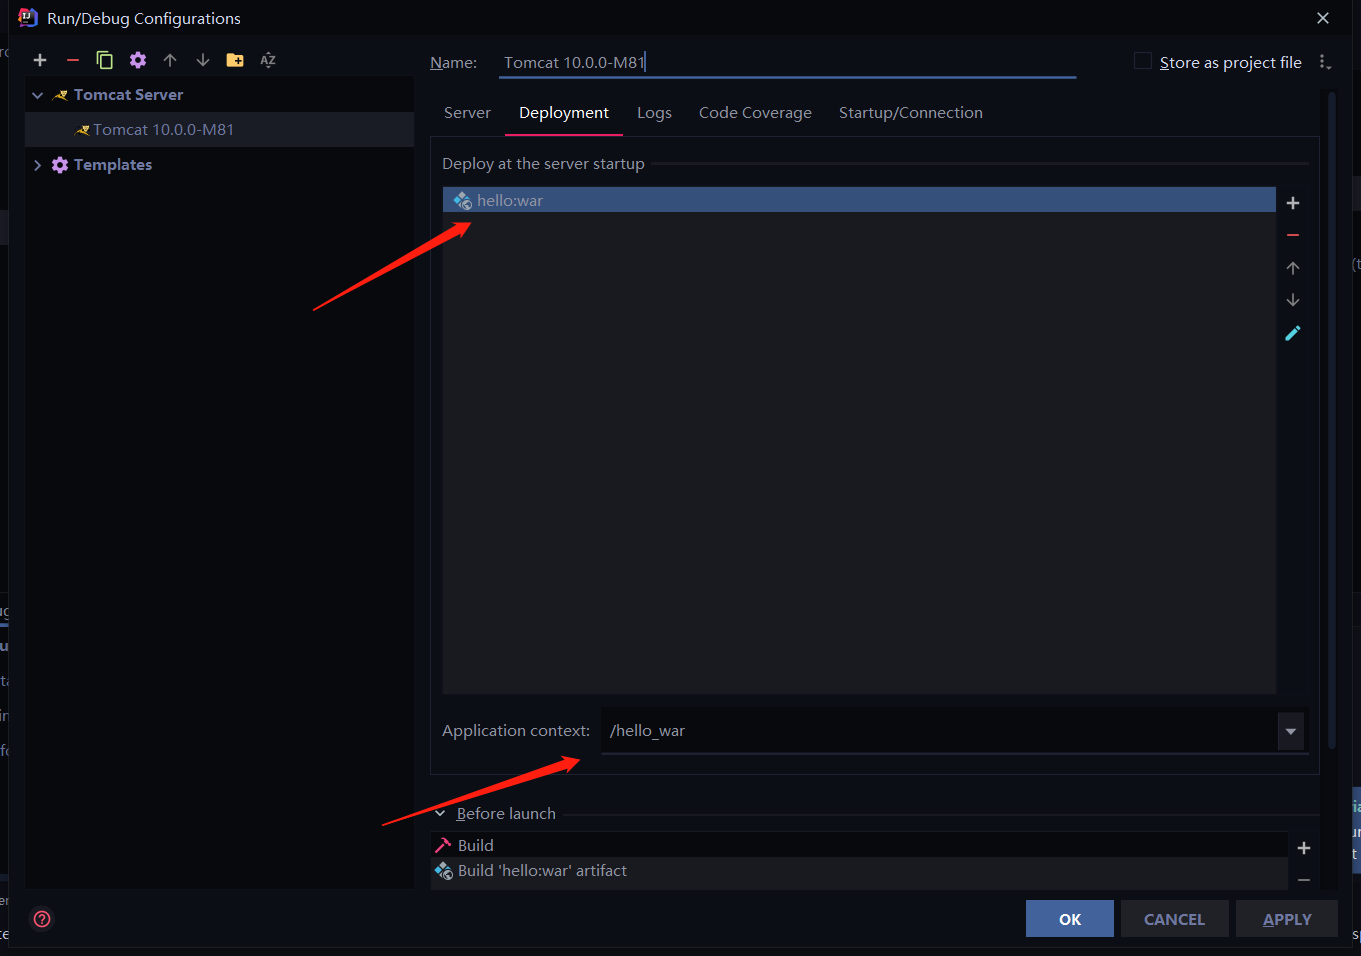 Run/Debug Configurations
Name: Tomcat 10.0.0-M81
Store as project file
Tomcat Server
Tomcat 10.0.0-M81
Templates
Server Deployment Logs Code Coverage Startup/Connection
Deploy at the server startup
hello:war
Application context: /hello_war
Before launch
Build
Build 'hello:war' artifact
OK CANCEL APPLY